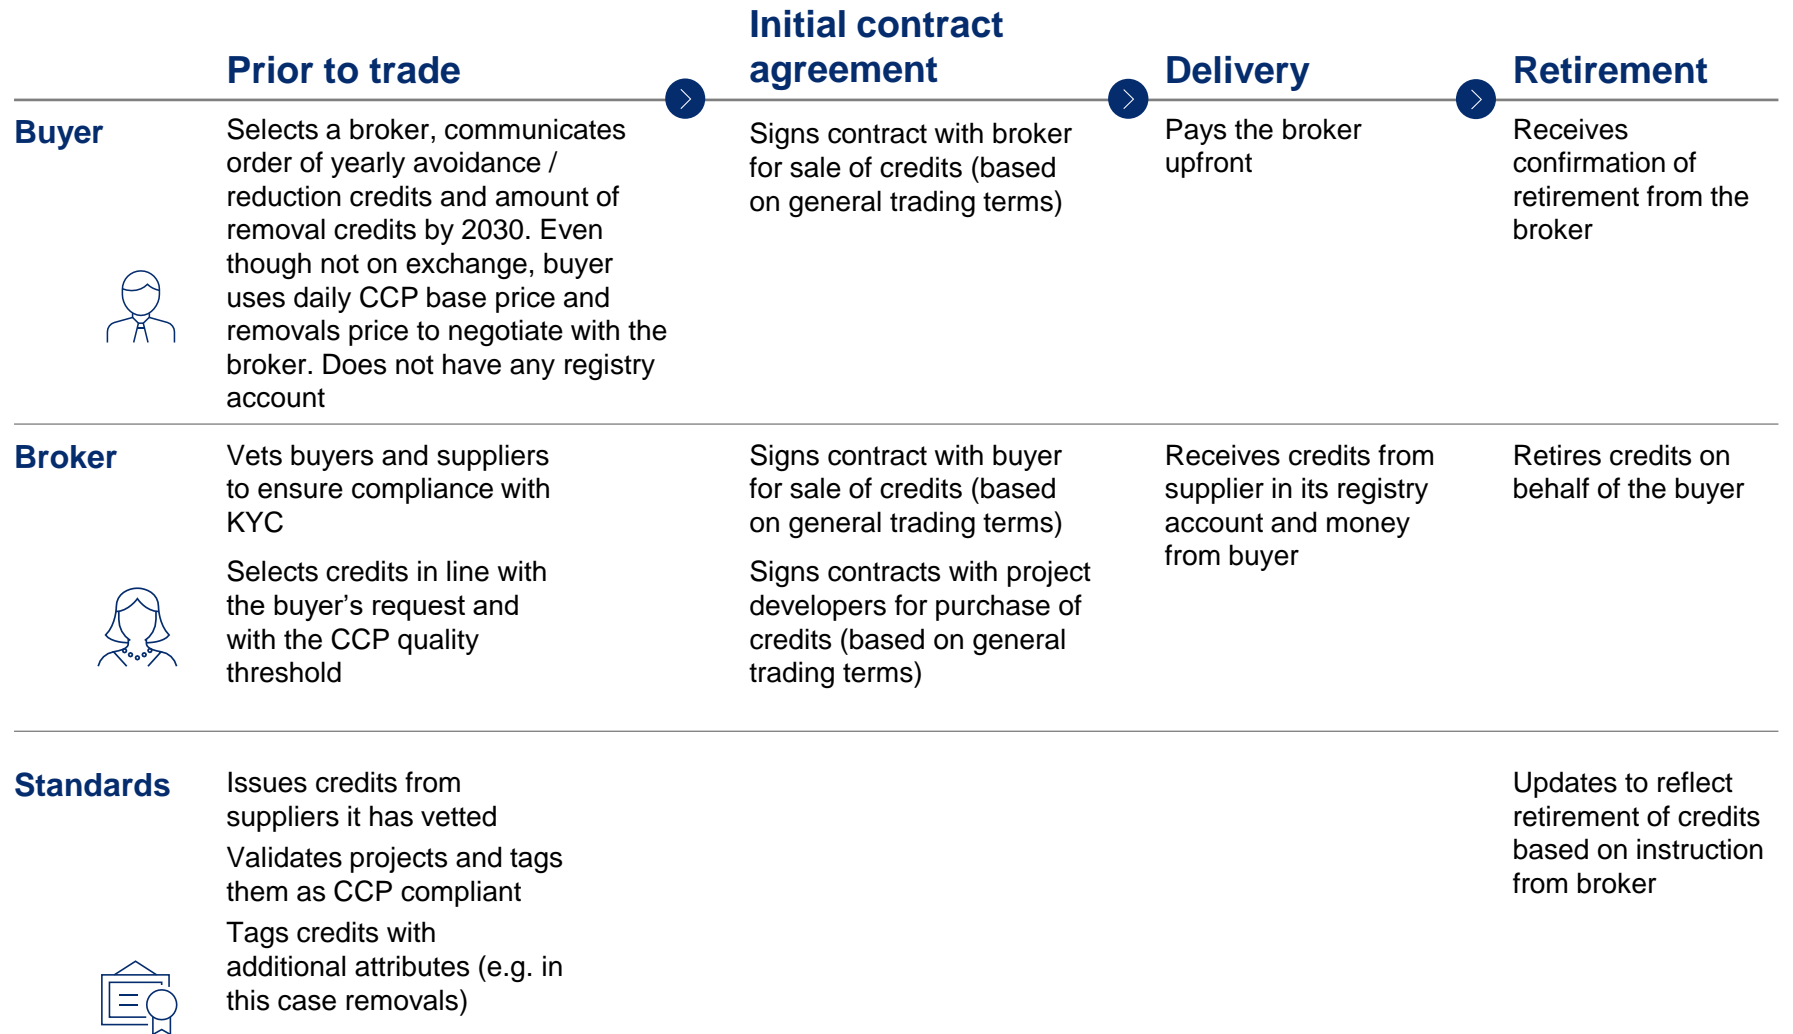 Prior to trade
Initial contract
agreement
Delivery
Retirement
Buyer
Selects a broker, communicates
order of yearly avoidance /
reduction credits and amount of
removal credits by 2030. Even
though not on exchange, buyer
uses daily CCP base price and
removals price to negotiate with the
broker. Does not have any registry
account
Signs contract with broker
for sale of credits (based
on general trading terms)
Pays the broker
upfront
Receives
confirmation of
retirement from the
broker
Broker
Vets buyers and suppliers
to ensure compliance with
KYC
Selects credits in line with
the buyer’s request and
with the CCP quality
threshold
Signs contract with buyer
for sale of credits (based
on general trading terms)
Signs contracts with project
developers for purchase of
credits (based on general
trading terms)
Receives credits from
supplier in its registry
account and money
from buyer
Retires credits on
behalf of the buyer
Standards
Issues credits from
suppliers it has vetted
Validates projects and tags
them as CCP compliant
Tags credits with
additional attributes (e.g. in
this case removals)
Updates to reflect
retirement of credits
based on instruction
from broker